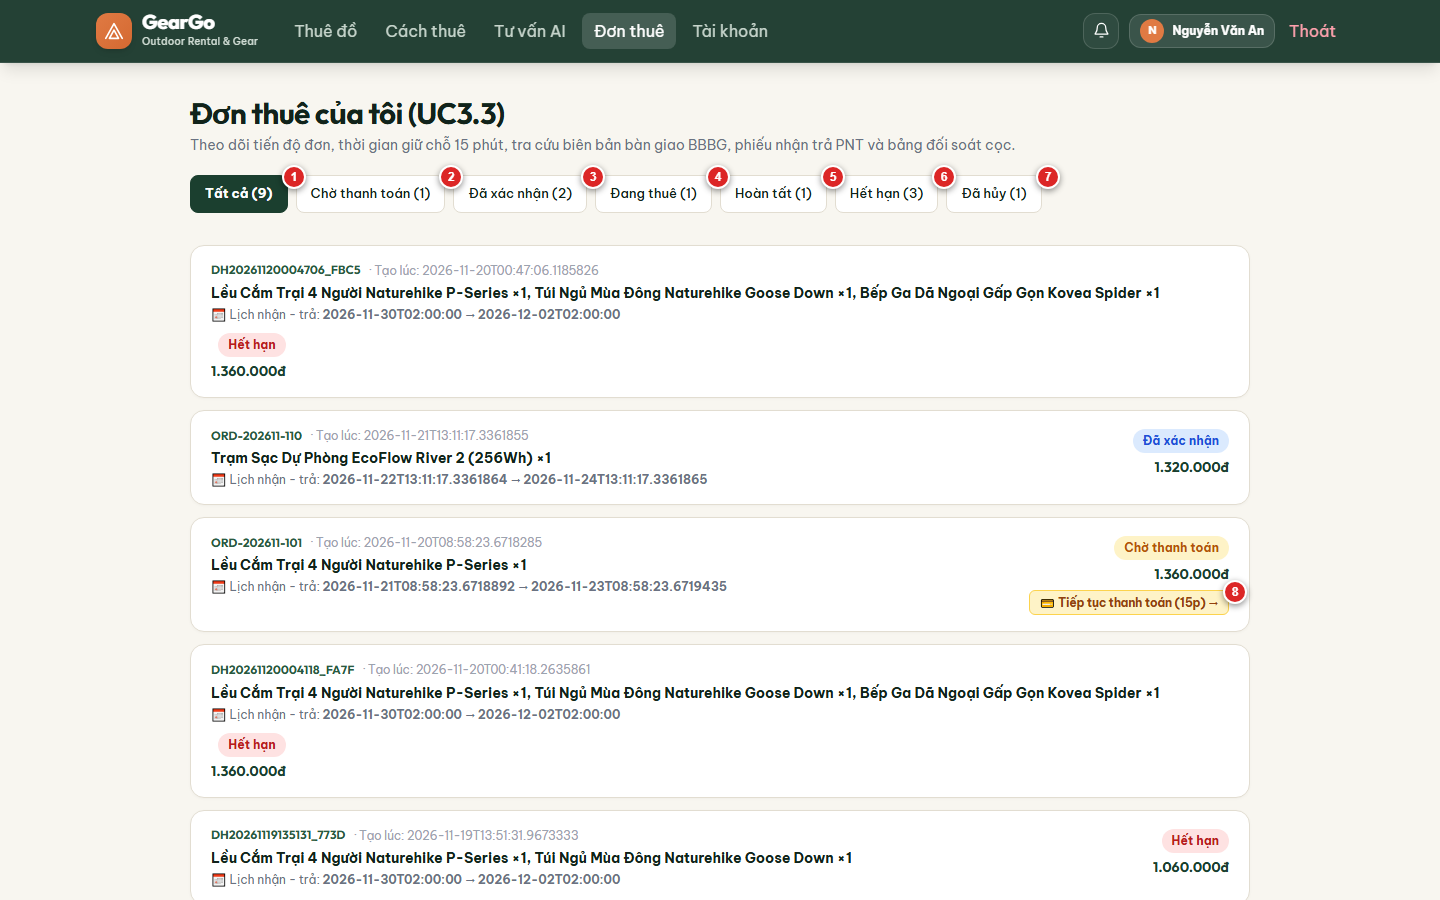 GearGo
Outdoor Rental & Gear
Thuê đồ
Cách thuê
Tư vấn AI
Đơn thuê
Tài khoản
N
Nguyễn Văn An
Thoát
Đơn thuê của tôi (UC3.3)
Theo dõi tiến độ đơn, thời gian giữ chỗ 15 phút, tra cứu biên bản bàn giao BBBG, phiếu nhận trả PNT và bảng đối soát cọc.
Tất cả (9)
1
Chờ thanh toán (1)
2
Đã xác nhận (2)
3
Đang thuê (1)
4
Hoàn tất (1)
5
Hết hạn (3)
6
Đã hủy (1)
7
DH20261120004706_FBC5 · Tạo lúc: 2026-11-20T00:47:06.1185826
Lều Cắm Trại 4 Người Naturehike P-Series ×1, Túi Ngủ Mùa Đông Naturehike Goose Down ×1, Bếp Ga Dã Ngoại Gấp Gọn Kovea Spider ×1
Lịch nhận - trả: 2026-11-30T02:00:00 → 2026-12-02T02:00:00
Hết hạn
1.360.000đ
ORD-202611-110 · Tạo lúc: 2026-11-21T13:11:17.3361855
Trạm Sạc Dự Phòng EcoFlow River 2 (256Wh) ×1
Lịch nhận - trả: 2026-11-22T13:11:17.3361864 → 2026-11-24T13:11:17.3361865
Đã xác nhận
1.320.000đ
ORD-202611-101 · Tạo lúc: 2026-11-20T08:58:23.6718285
Lều Cắm Trại 4 Người Naturehike P-Series ×1
Lịch nhận - trả: 2026-11-21T08:58:23.6718892 → 2026-11-23T08:58:23.6719435
Chờ thanh toán
1.360.000đ
Tiếp tục thanh toán (15p) →
8
DH20261120004118_FA7F · Tạo lúc: 2026-11-20T00:41:18.2635861
Lều Cắm Trại 4 Người Naturehike P-Series ×1, Túi Ngủ Mùa Đông Naturehike Goose Down ×1, Bếp Ga Dã Ngoại Gấp Gọn Kovea Spider ×1
Lịch nhận - trả: 2026-11-30T02:00:00 → 2026-12-02T02:00:00
Hết hạn
1.360.000đ
DH20261119135131_773D · Tạo lúc: 2026-11-19T13:51:31.9673333
Lều Cắm Trại 4 Người Naturehike P-Series ×1, Túi Ngủ Mùa Đông Naturehike Goose Down ×1
Lịch nhận - trả: 2026-11-30T02:00:00 → 2026-12-02T02:00:00
Hết hạn
1.060.000đ